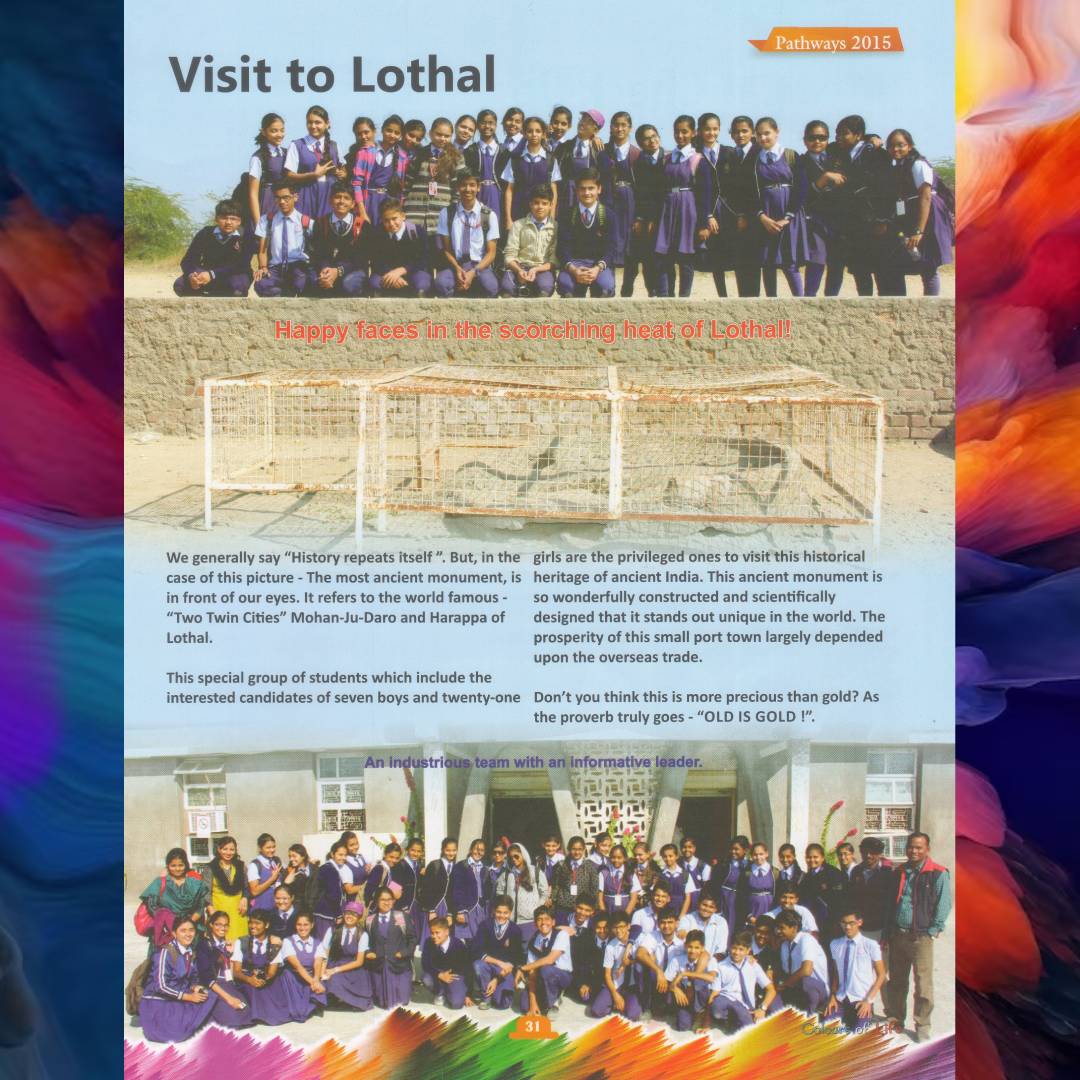 Pathways 2015
Visit to Lothal
Happy faces in the scorching heat of Lothal!
We generally say “History repeats itself ”. But, in the
case of this picture - The most ancient monument, is
in front of our eyes. It refers to the world famous -
“Two Twin Cities” Mohan-Ju-Daro and Harappa of
Lothal.
This special group of students which include the
interested candidates of seven boys and twenty-one
girls are the privileged ones to visit this historical
heritage of ancient India. This ancient monument is
so wonderfully constructed and scientifically
designed that it stands out unique in the world. The
prosperity of this small port town largely depended
upon the overseas trade.
Don’t you think this is more precious than gold? As
the proverb truly goes - “OLD IS GOLD !”.
An industrious team with an informative leader.
31
Colours of Life